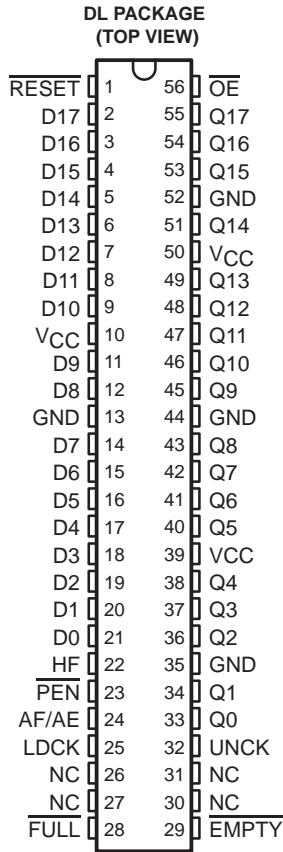 DL PACKAGE
(TOP VIEW)
RESET 1 56 OE
D17 2 55 Q17
D16 3 54 Q16
D15 4 53 Q15
D14 5 52 GND
D13 6 51 Q14
D12 7 50 VCC
D11 8 49 Q13
D10 9 48 Q12
VCC 10 47 Q11
D9 11 46 Q10
D8 12 45 Q9
GND 13 44 GND
D7 14 43 Q8
D6 15 42 Q7
D5 16 41 Q6
D4 17 40 Q5
D3 18 39 VCC
D2 19 38 Q4
D1 20 37 Q3
D0 21 36 Q2
HF 22 35 GND
PEN 23 34 Q1
AF/AE 24 33 Q0
LDCK 25 32 UNCK
NC 26 31 NC
NC 27 30 NC
FULL 28 29 EMPTY